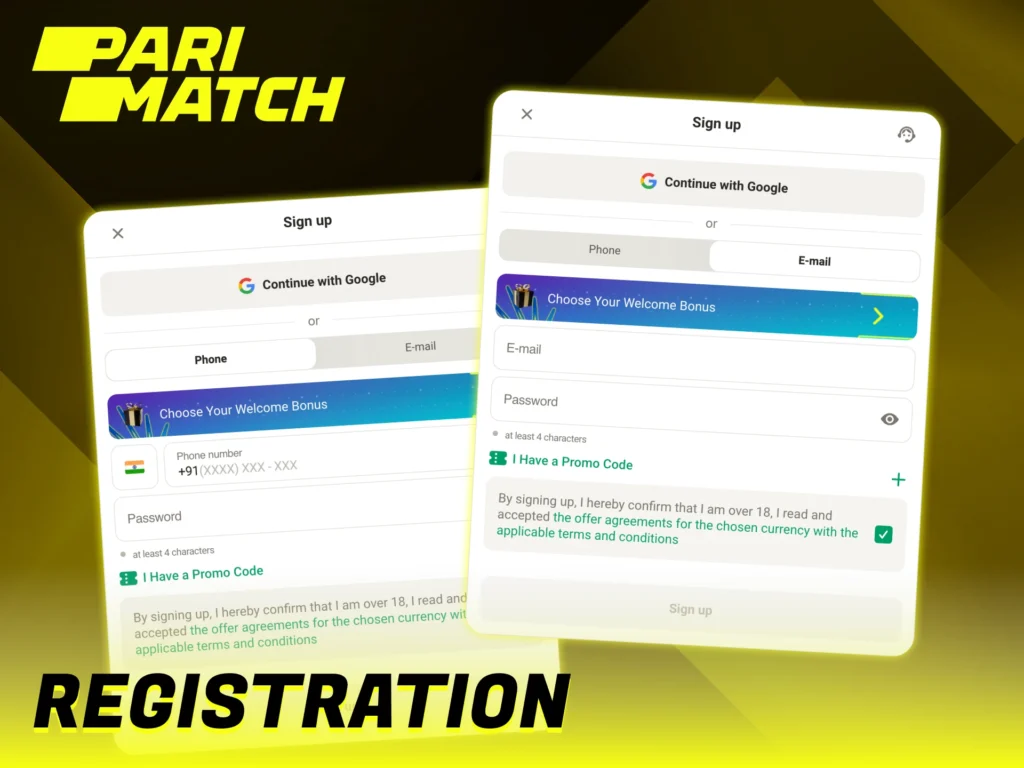 PARI
MATCH
Sign up
Continue with Google
or
Phone
E-mail
Choose Your Welcome Bonus
Phone number
+91(XXXX) XXX - XXX
Password
at least 4 characters
I Have a Promo Code
By signing up, I hereby confirm that I am over 18, I read and
accepted the offer agreements for the chosen currency with
applicable terms and conditions
Sign up
Continue with Google
or
Phone
E-mail
Choose Your Welcome Bonus
E-mail
Password
at least 4 characters
I Have a Promo Code
By signing up, I hereby confirm that I am over 18, I read and
accepted the offer agreements for the chosen currency with the
applicable terms and conditions
Sign up
REGISTRATION